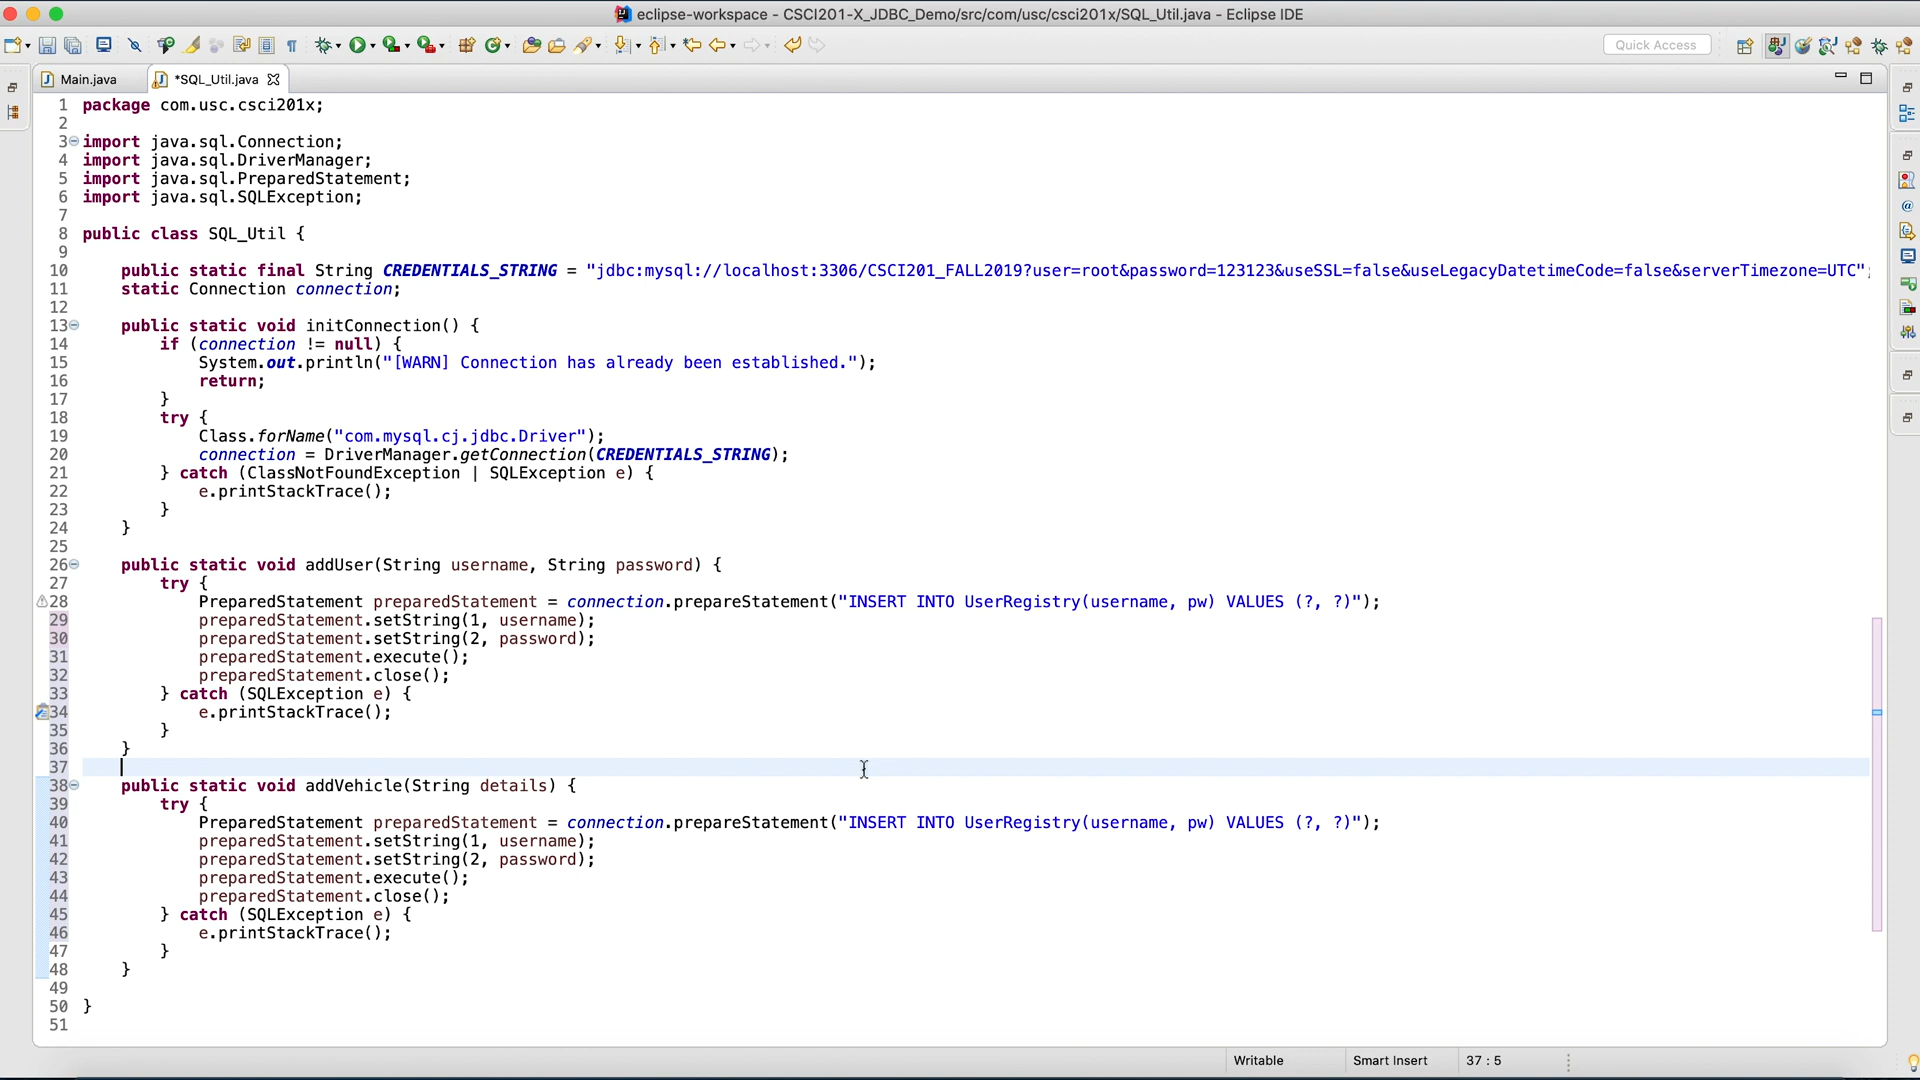 eclipse-workspace - CSCI201-X_JDBC_Demo/src/com/usc/csci201x/SQL_Util.java - Eclipse IDE
Quick Access
Main.java
*SQL_Util.java
1 package com.usc.csci201x;
2
3 import java.sql.Connection;
4 import java.sql.DriverManager;
5 import java.sql.PreparedStatement;
6 import java.sql.SQLException;
7
8 public class SQL_Util {
9
10 public static final String CREDENTIALS_STRING = "jdbc:mysql://localhost:3306/CSCI201_FALL2019?user=root&password=123123&useSSL=false&useLegacyDatetimeCode=false&serverTimezone=UTC";
11 static Connection connection;
12
13 public static void initConnection() {
14 if (connection != null) {
15 System.out.println("[WARN] Connection has already been established.");
16 return;
17 }
18 try {
19 Class.forName("com.mysql.cj.jdbc.Driver");
20 connection = DriverManager.getConnection(CREDENTIALS_STRING);
21 } catch (ClassNotFoundException | SQLException e) {
22 e.printStackTrace();
23 }
24 }
25
26 public static void addUser(String username, String password) {
27 try {
28 PreparedStatement preparedStatement = connection.prepareStatement("INSERT INTO UserRegistry(username, pw) VALUES (?, ?)");
29 preparedStatement.setString(1, username);
30 preparedStatement.setString(2, password);
31 preparedStatement.execute();
32 preparedStatement.close();
33 } catch (SQLException e) {
34 e.printStackTrace();
35 }
36 }
37
38 public static void addVehicle(String details) {
39 try {
40 PreparedStatement preparedStatement = connection.prepareStatement("INSERT INTO UserRegistry(username, pw) VALUES (?, ?)");
41 preparedStatement.setString(1, username);
42 preparedStatement.setString(2, password);
43 preparedStatement.execute();
44 preparedStatement.close();
45 } catch (SQLException e) {
46 e.printStackTrace();
47 }
48 }
49
50 }
51
Writable
Smart Insert
37 : 5